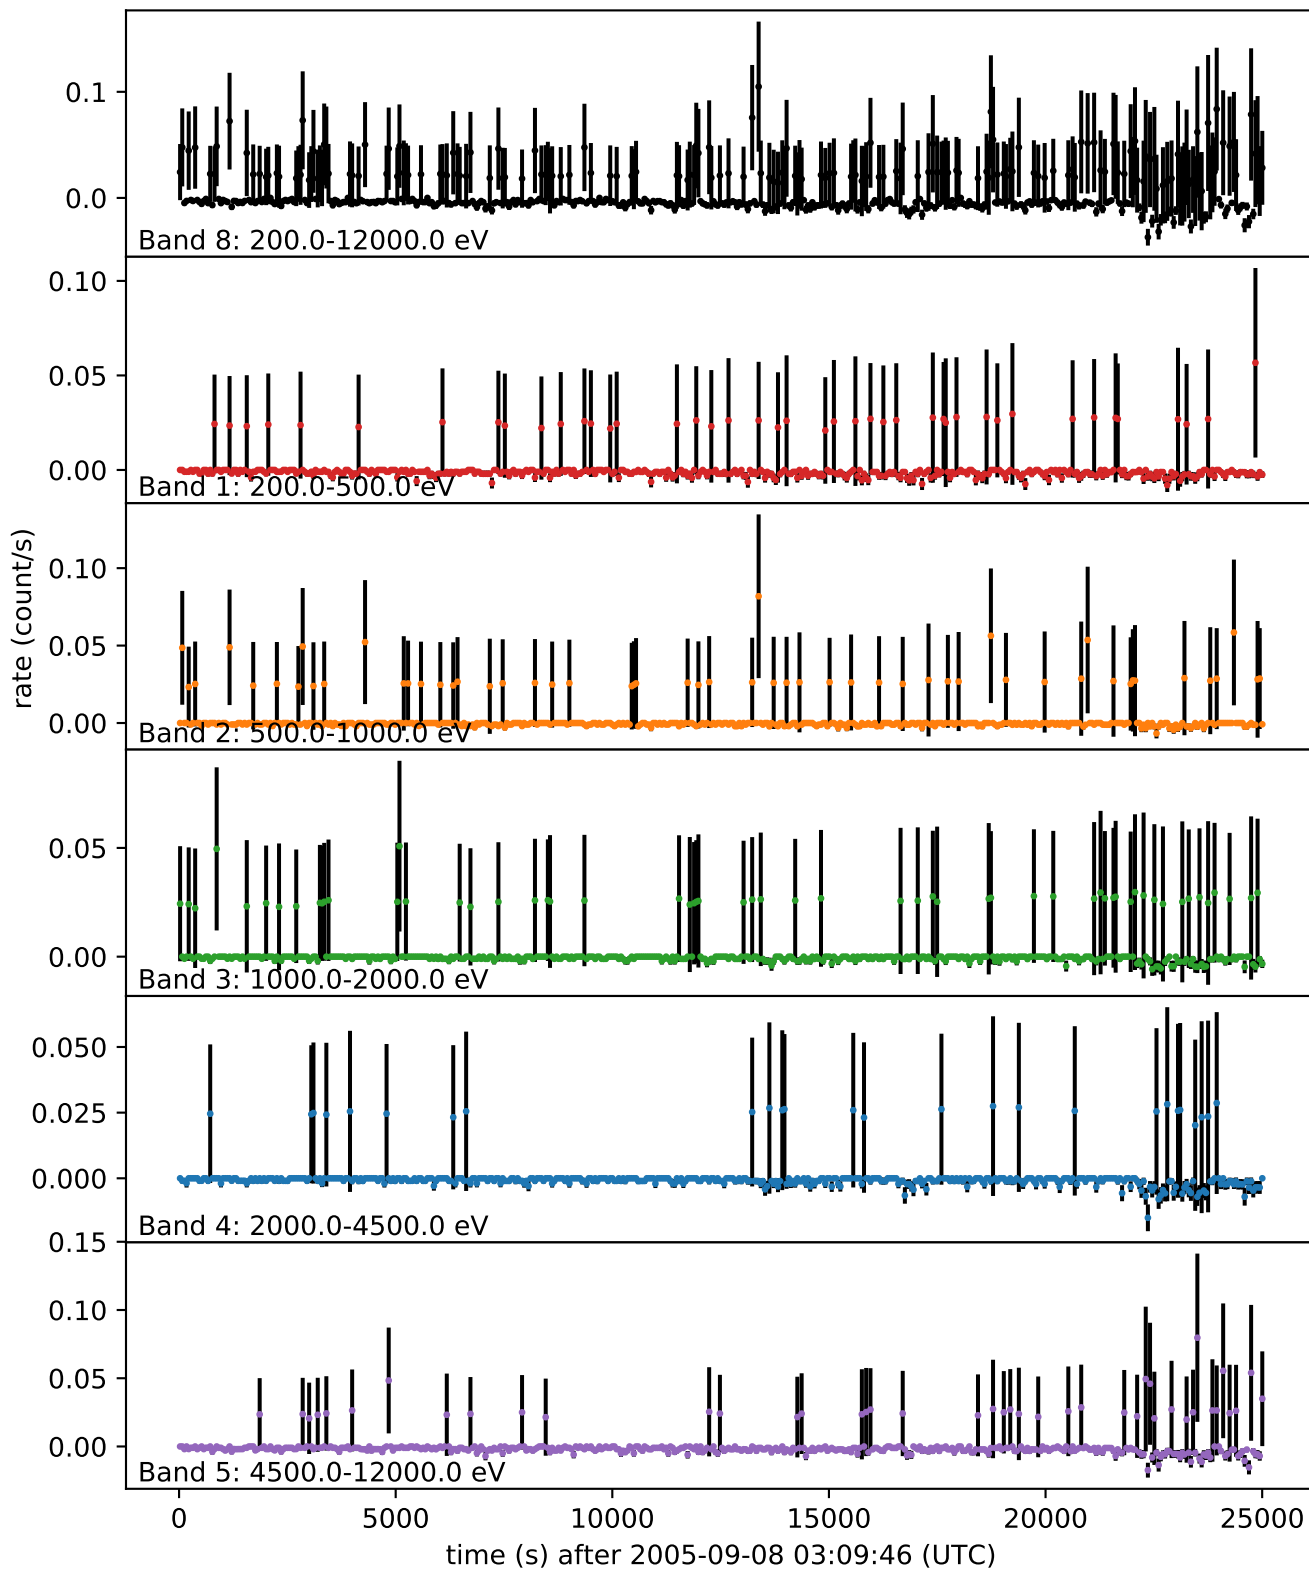 0.1
0.0
Band 8: 200.0-12000.0 eV
0.10
0.05
0.00
Band 1: 200.0-500.0 eV
rate (count/s)
0.10
0.05
0.00
Band 2: 500.0-1000.0 eV
0.05
0.00
Band 3: 1000.0-2000.0 eV
0.050
0.025
0.000
Band 4: 2000.0-4500.0 eV
0.15
0.10
0.05
0.00
Band 5: 4500.0-12000.0 eV
0 5000 10000 15000 20000 25000
time (s) after 2005-09-08 03:09:46 (UTC)